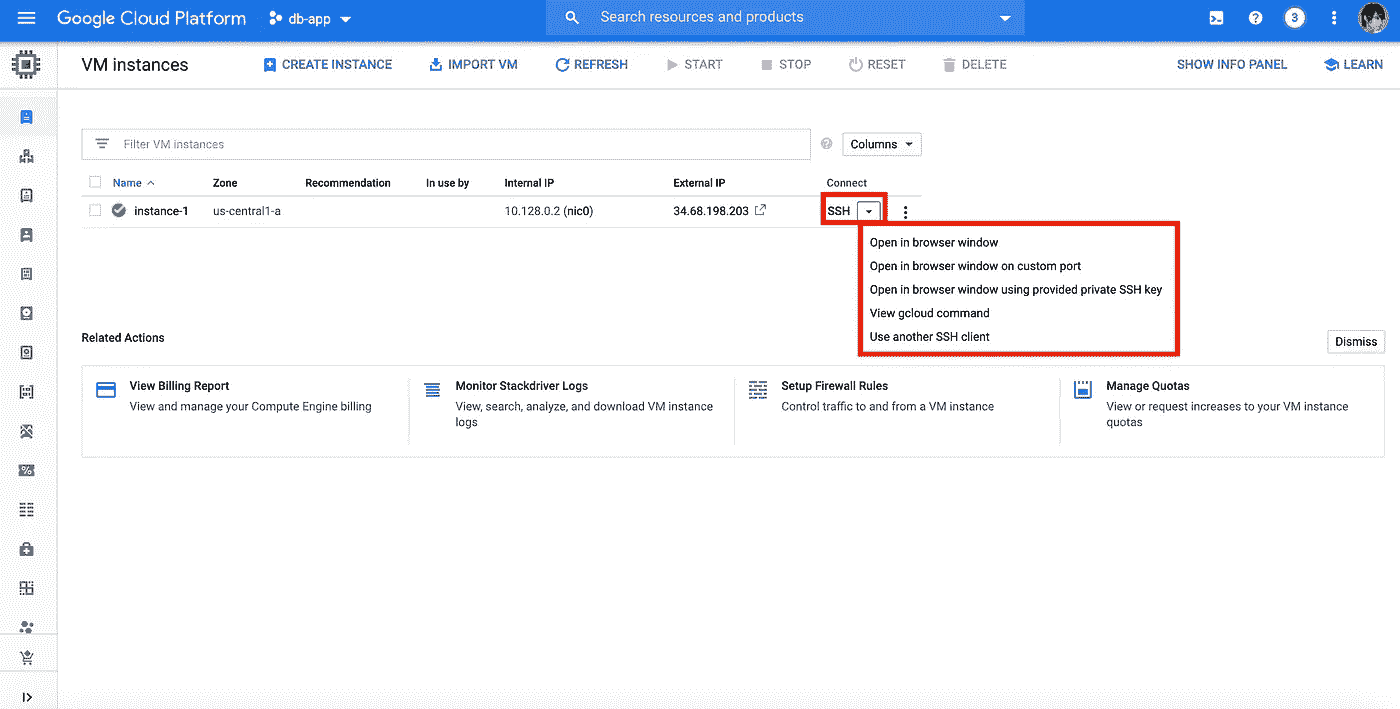 Google Cloud Platform db-app Search resources and products 3
VM instances CREATE INSTANCE IMPORT VM REFRESH START STOP RESET DELETE SHOW INFO PANEL LEARN
Filter VM instances Columns
Name Zone Recommendation In use by Internal IP External IP Connect
instance-1 us-central1-a 10.128.0.2 (nic0) 34.68.198.203 SSH
Open in browser window
Open in browser window on custom port
Open in browser window using provided private SSH key
View gcloud command
Use another SSH client
Related Actions Dismiss
View Billing Report
View and manage your Compute Engine billing
Monitor Stackdriver Logs
View, search, analyze, and download VM instance
logs
Setup Firewall Rules
Control traffic to and from a VM instance
Manage Quotas
View or request increases to your VM instance
quotas